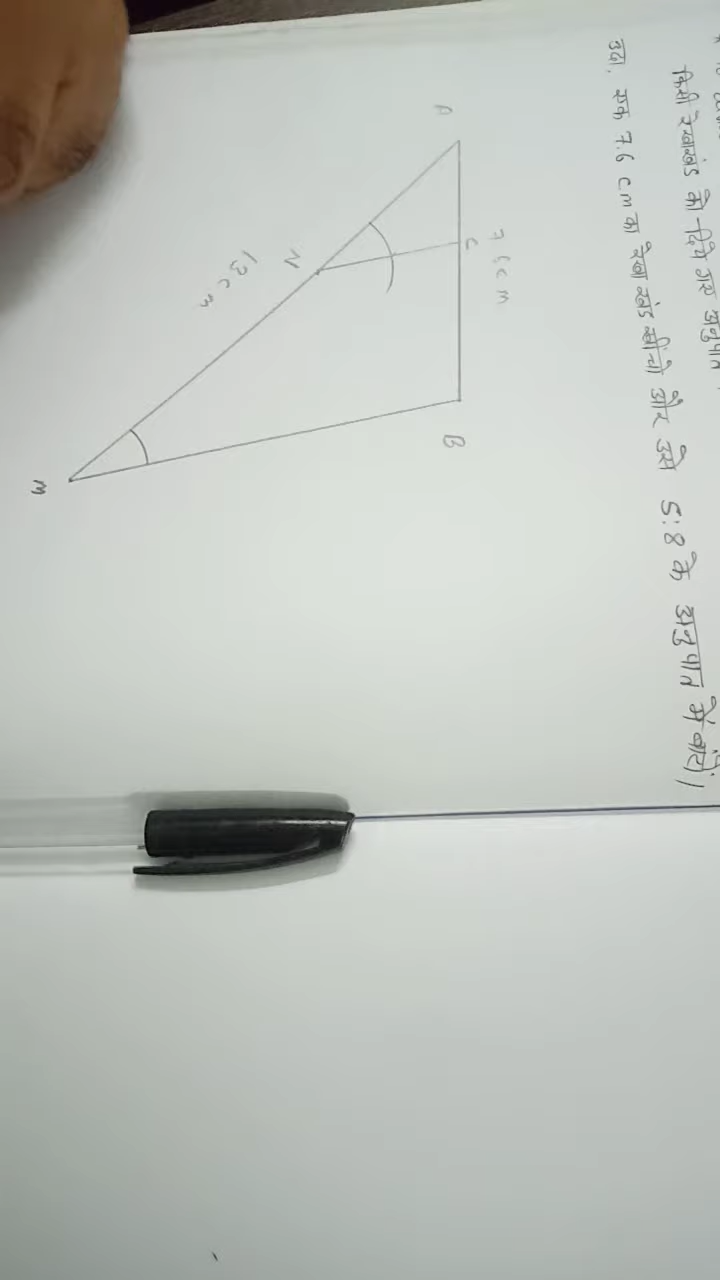 किसी रेखाखंड को दिये गए अनुपात
उदा. एक 7.6 cm का रेखा खंड खींचो और उसे 5:8 के अनुपात में बांटो।
A
C
7.6 cm
B
N
13 cm
M